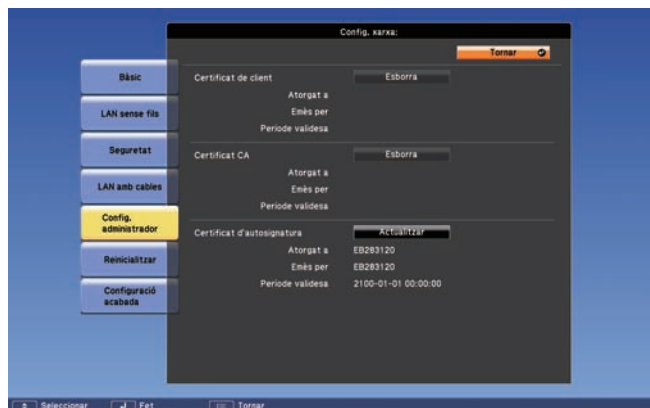 Config. xarxa:
Tornar
Bàsic
LAN sense fils
Seguretat
LAN amb cables
Config.
administrador
Reinicialitzar
Configuració
acabada
Certificat de client Esborra
Atorgat a
Emès per
Període validesa
Certificat CA Esborra
Atorgat a
Emès per
Període validesa
Certificat d'autosignatura Actualitzar
Atorgat a EB283120
Emès per EB283120
Període validesa 2100-01-01 00:00:00
Seleccionar Fet Tornar